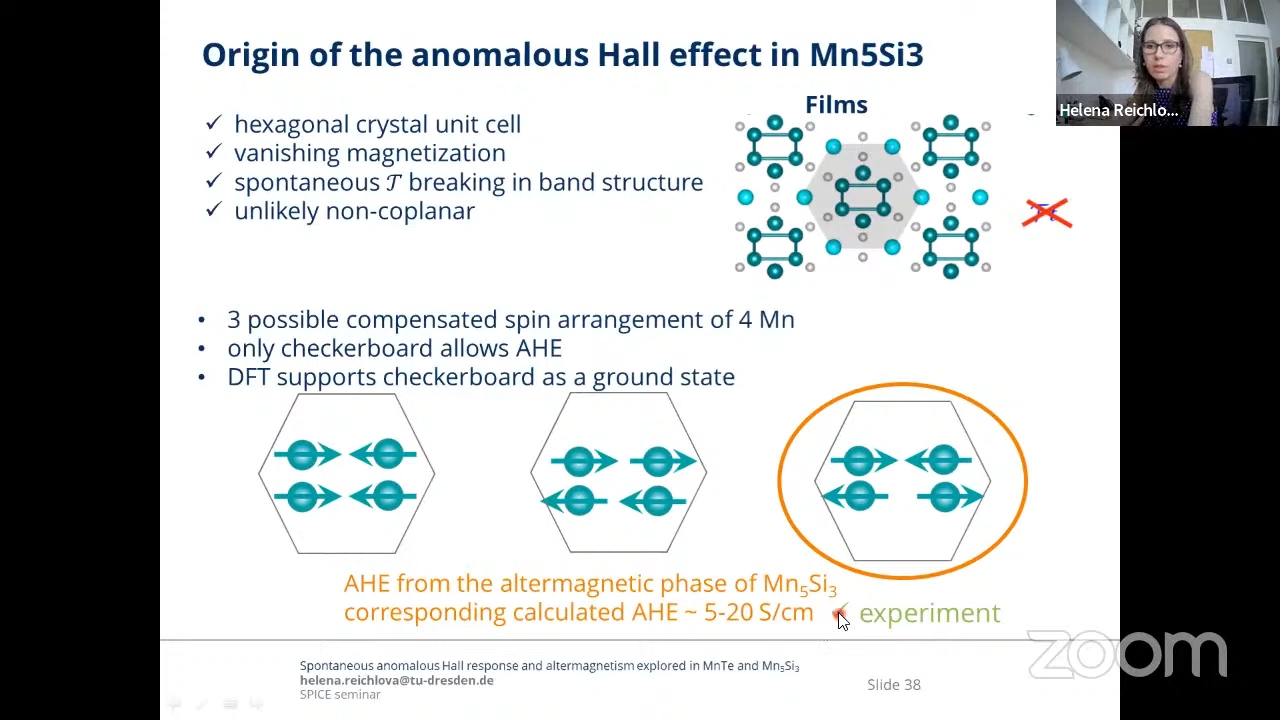 Origin of the anomalous Hall effect in Mn5Si3
Helena Reichlo...
Films
✓ hexagonal crystal unit cell
✓ vanishing magnetization
✓ spontaneous 𝒯 breaking in band structure
✓ unlikely non-coplanar
• 3 possible compensated spin arrangement of 4 Mn
• only checkerboard allows AHE
• DFT supports checkerboard as a ground state
AHE from the altermagnetic phase of Mn₅Si₃
corresponding calculated AHE ~ 5-20 S/cm ✓ experiment
Spontaneous anomalous Hall response and altermagnetism explored in MnTe and Mn₅Si₃
helena.reichlova@tu-dresden.de
SPICE seminar
Slide 38
zoom